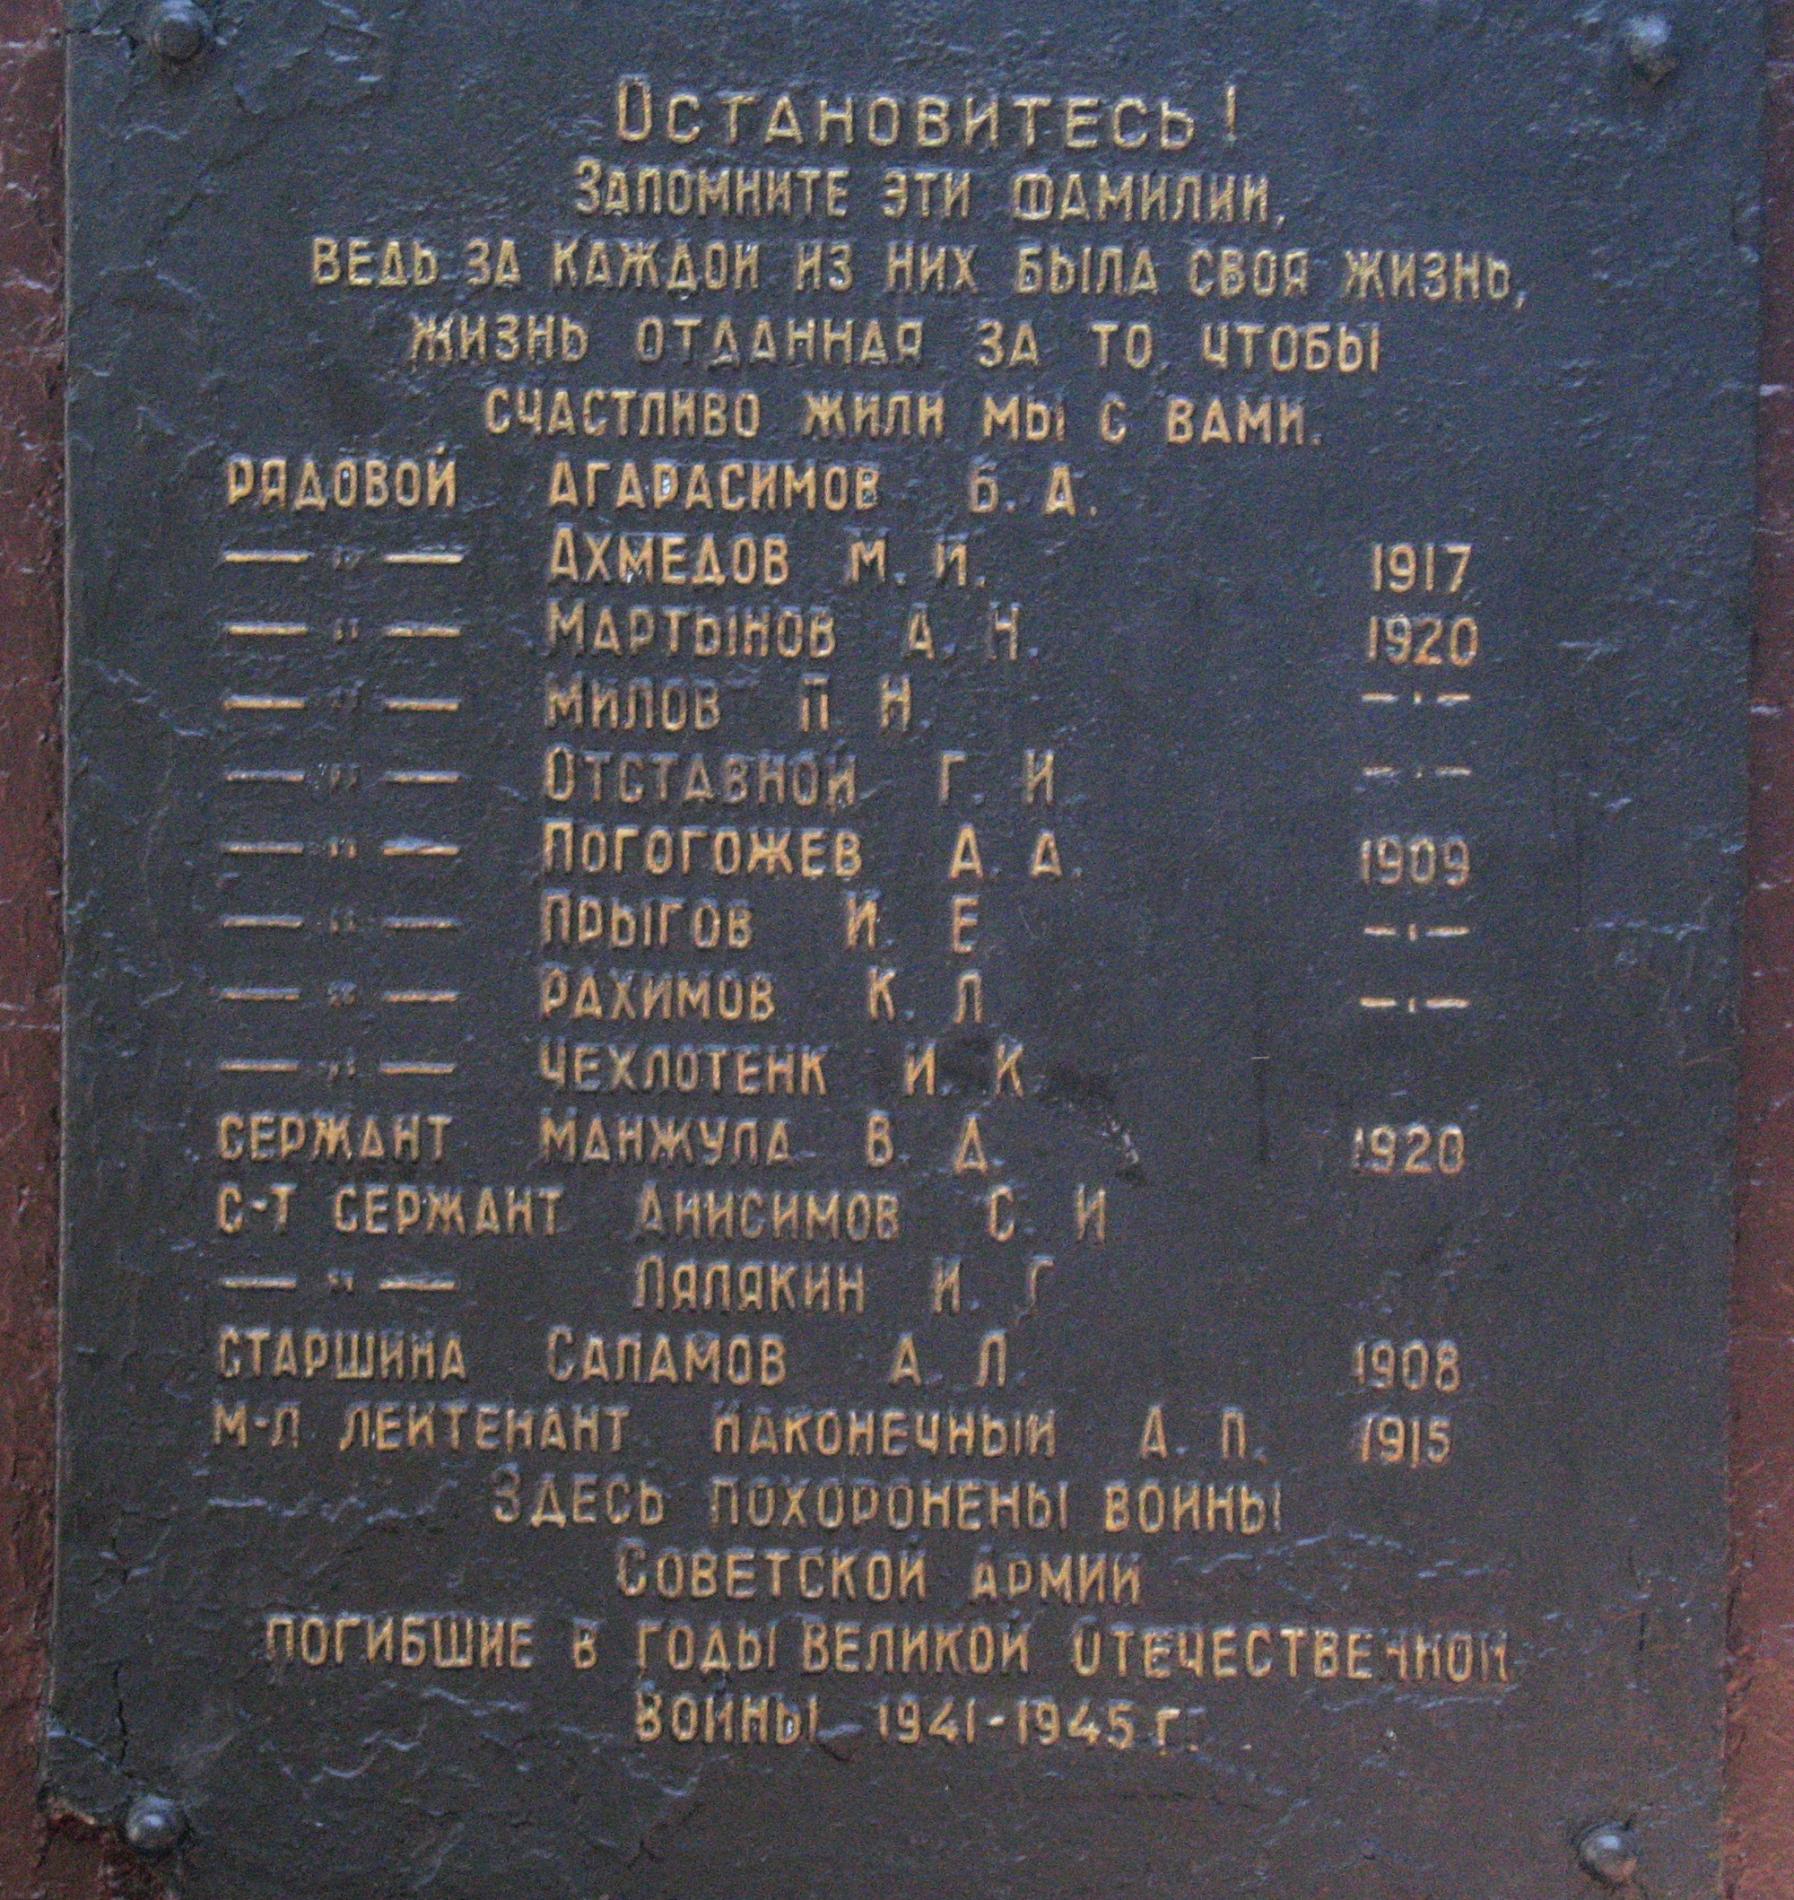 Остановитесь!
Запомните эти фамилии,
ведь за каждой из них была своя жизнь,
жизнь отданная за то, чтобы
счастливо жили мы с вами.
рядовой Агарасимов Б. А.
— " — Ахмедов М. И. 1917
— " — Мартынов А. Н. 1920
— " — Милов П Н — " —
— " — Отставной Г. И — " —
— " — Погогожев А. А. 1909
— " — Прыгов И. Е — " —
— " — Рахимов К. Л — " —
— " — Чехлотенк И. К
сержант Манжула В. А. 1920
с-т сержант Анисимов С. И
— " — Лялякин И. Г
старшина Саламов А. Л. 1908
м-л лейтенант Наконечный А. П. 1915
Здесь похоронены воины
Советской Армии
погибшие в годы Великой Отечественной
войны 1941-1945 г.